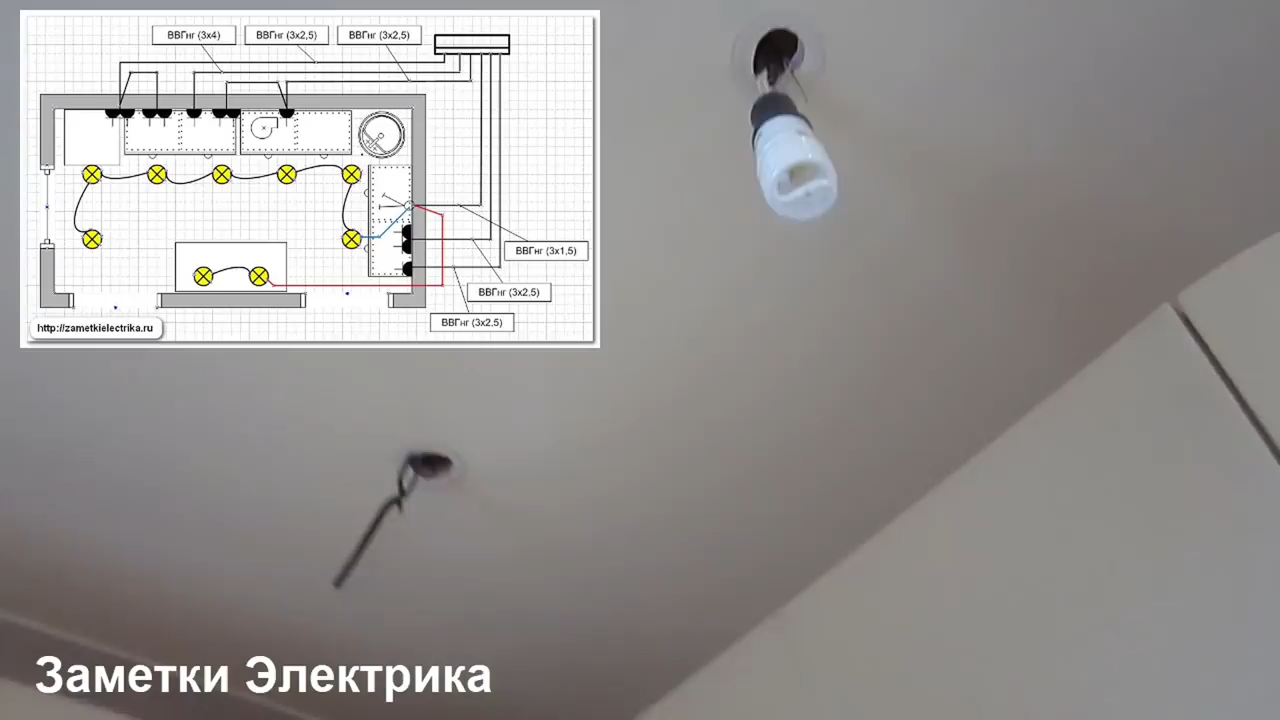 ВВГнг (3х4)
ВВГнг (3х2,5)
ВВГнг (3х2,5)
ВВГнг (3х1,5)
ВВГнг (3х2.5)
ВВГнг (3х2,5)
http://zametkielectrika.ru
Заметки Электрика